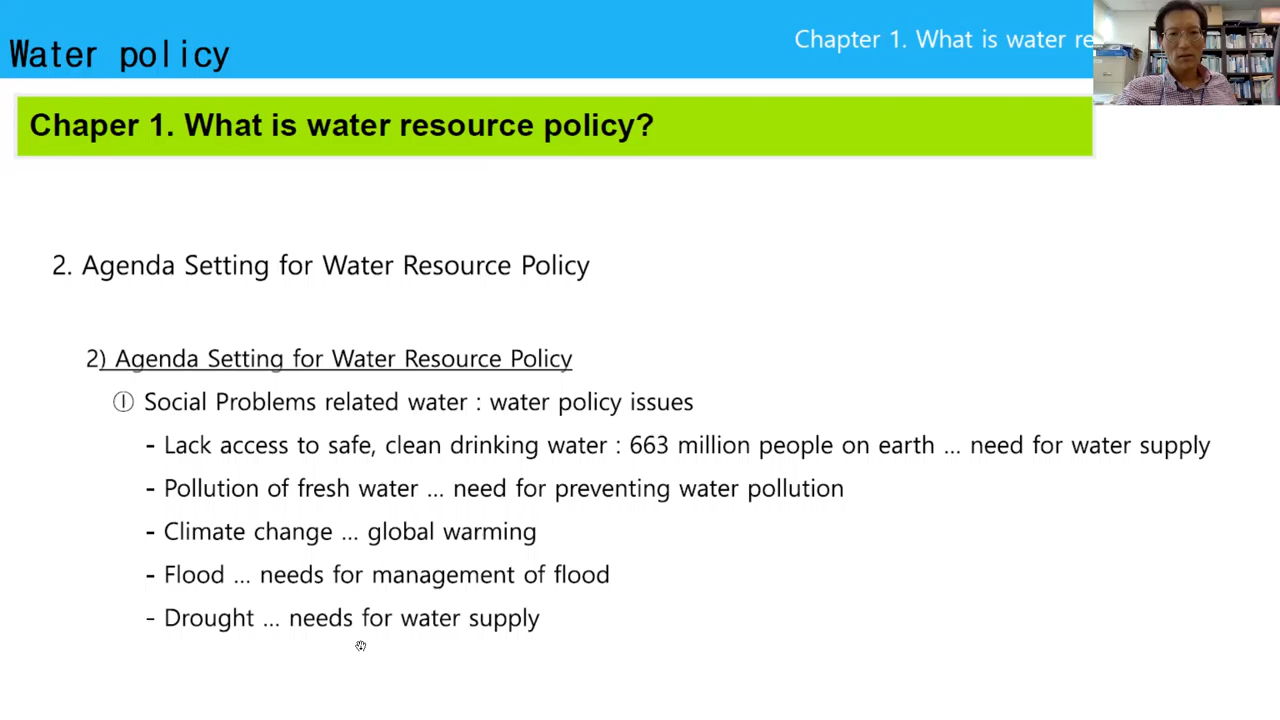 Water policy
Chapter 1. What is water re
Chaper 1. What is water resource policy?
2. Agenda Setting for Water Resource Policy
2) Agenda Setting for Water Resource Policy
① Social Problems related water : water policy issues
- Lack access to safe, clean drinking water : 663 million people on earth ... need for water supply
- Pollution of fresh water ... need for preventing water pollution
- Climate change ... global warming
- Flood ... needs for management of flood
- Drought ... needs for water supply